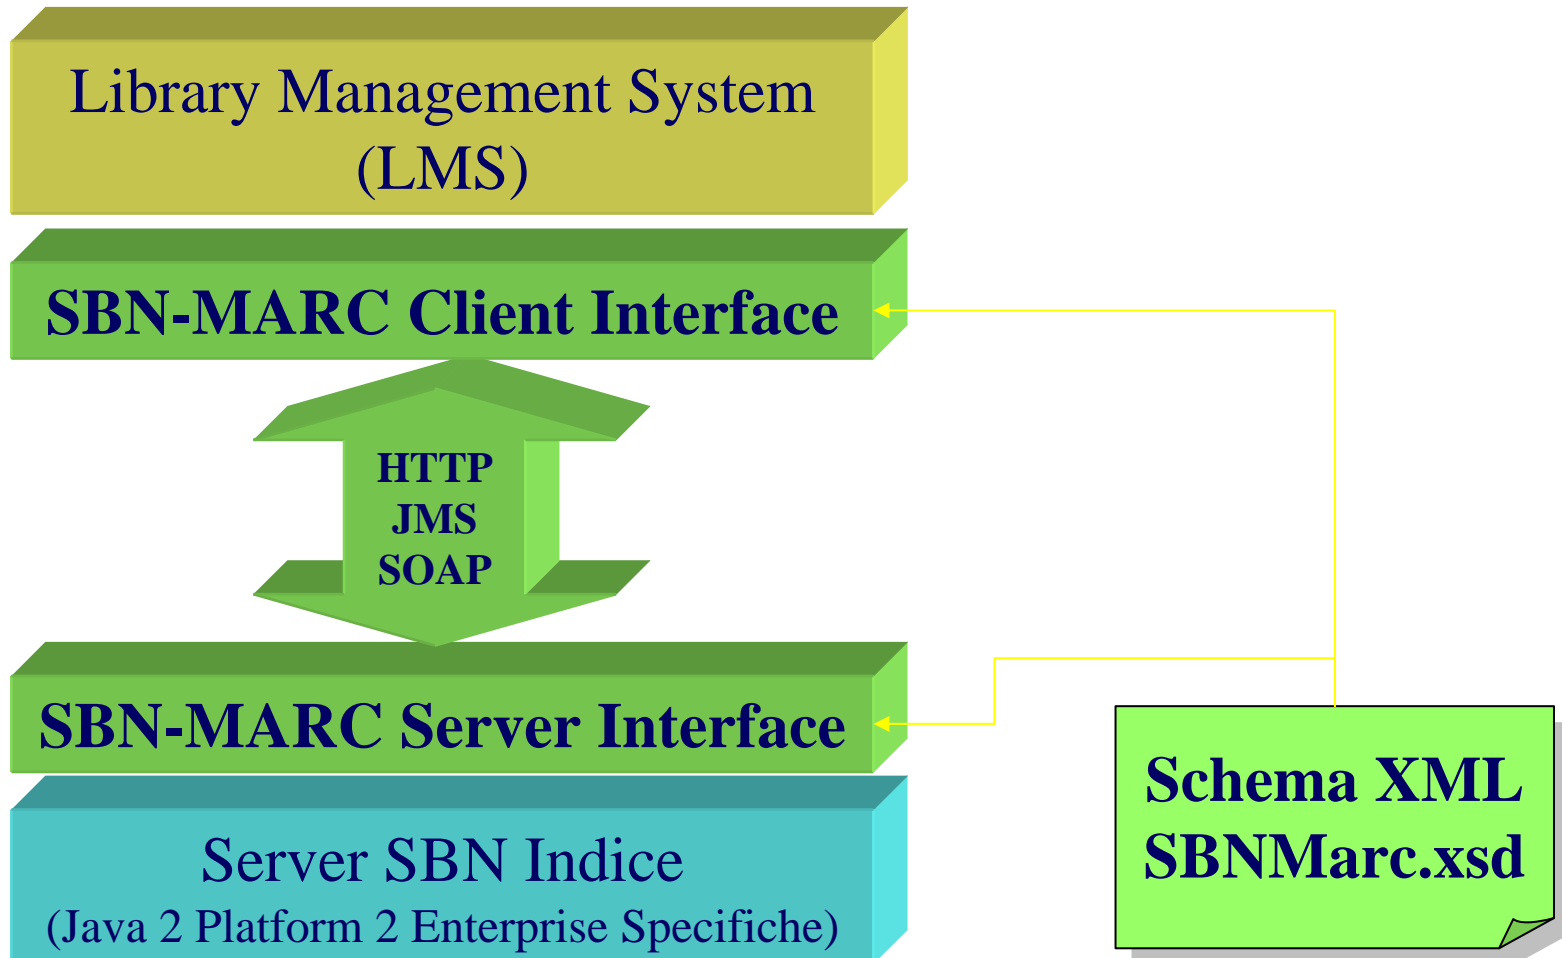 Library Management System
(LMS)
SBN-MARC Client Interface
HTTP
JMS
SOAP
SBN-MARC Server Interface
Schema XML
SBNMarc.xsd
Server SBN Indice
(Java 2 Platform 2 Enterprise Specifiche)